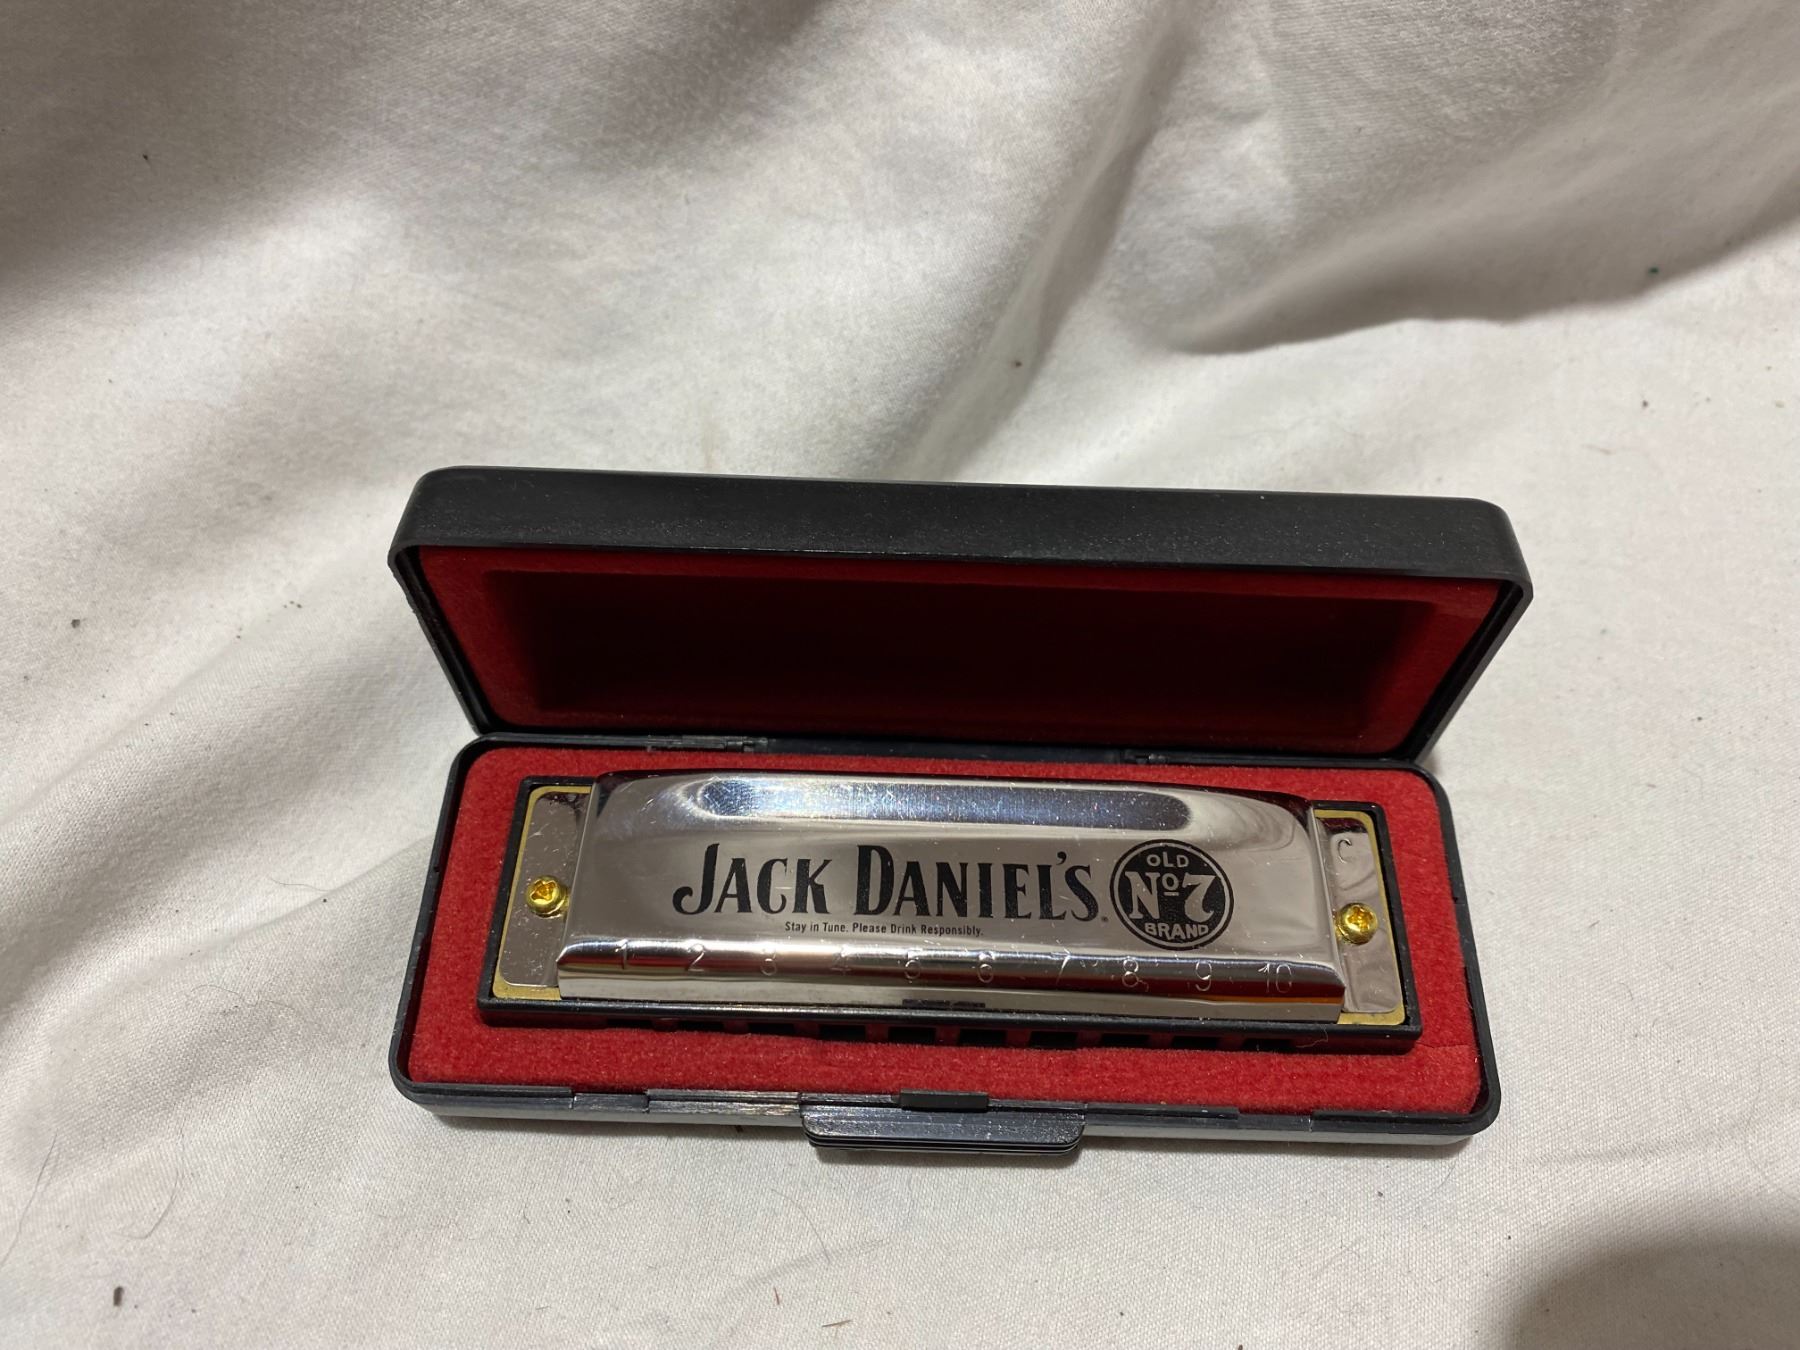 C
JACK DANIEL'S.
OLD
Nº7
BRAND
Stay in Tune. Please Drink Responsibly.
1 2 3 4 5 6 7 8 9 10